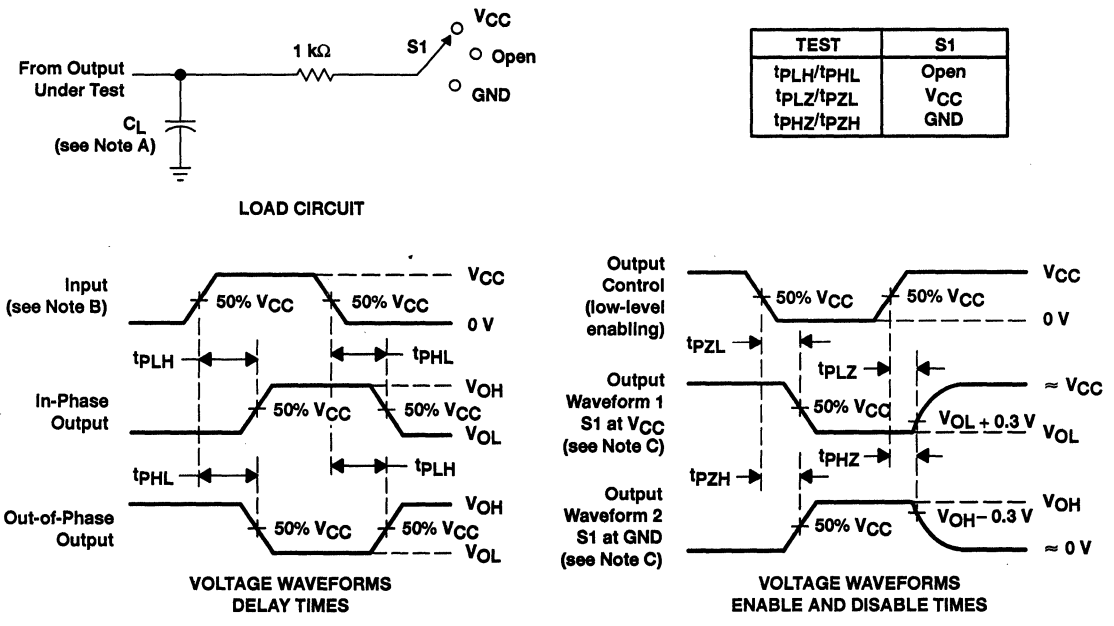 VCC
S1
1 kΩ
Open
From Output
Under Test
GND
CL
(see Note A)
LOAD CIRCUIT
TEST S1
tPLH/tPHL Open
tPLZ/tPZL VCC
tPHZ/tPZH GND
Input
(see Note B)
VCC
50% VCC
50% VCC
0 V
tPLH
tPHL
In-Phase
Output
VOH
50% VCC
50% VCC
VOL
tPHL
tPLH
Out-of-Phase
Output
VOH
50% VCC
50% VCC
VOL
VOLTAGE WAVEFORMS
DELAY TIMES
Output
Control
(low-level
enabling)
VCC
50% VCC
50% VCC
0 V
tPZL
tPLZ
Output
Waveform 1
S1 at VCC
(see Note C)
≈ VCC
50% VCC
VOL + 0.3 V
VOL
tPHZ
tPZH
Output
Waveform 2
S1 at GND
(see Note C)
VOH
50% VCC
VOH – 0.3 V
≈ 0 V
VOLTAGE WAVEFORMS
ENABLE AND DISABLE TIMES